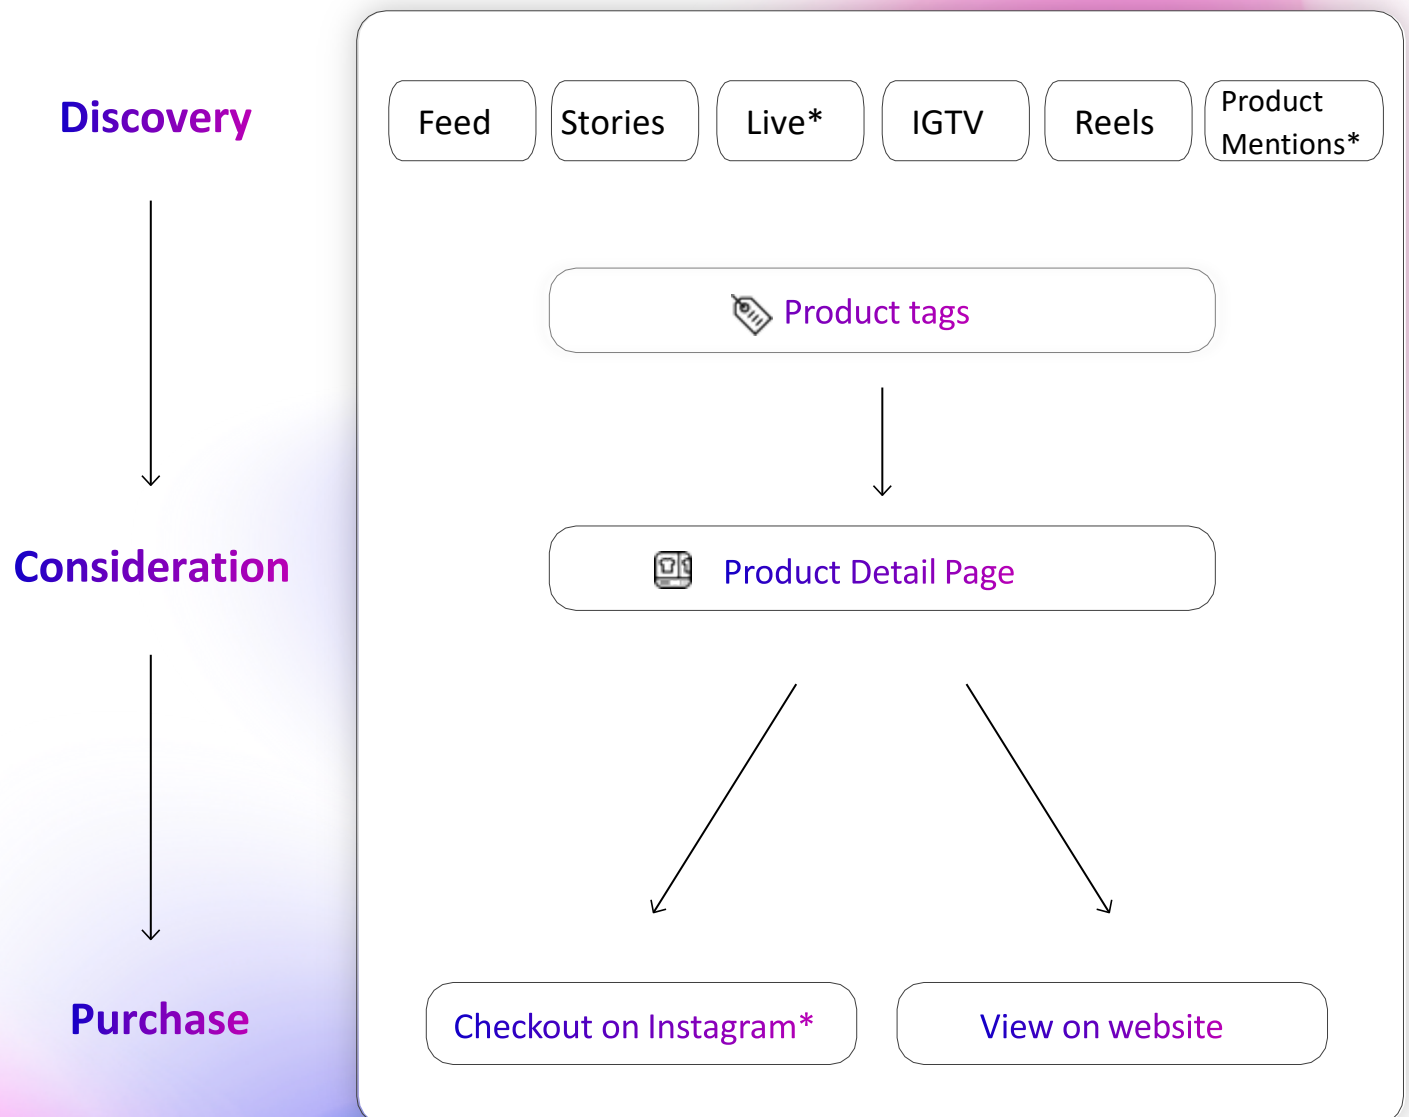 Discovery
Feed
Stories
Live*
IGTV
Reels
Product
Mentions*
Product tags
Consideration
Product Detail Page
Purchase
Checkout on Instagram*
View on website